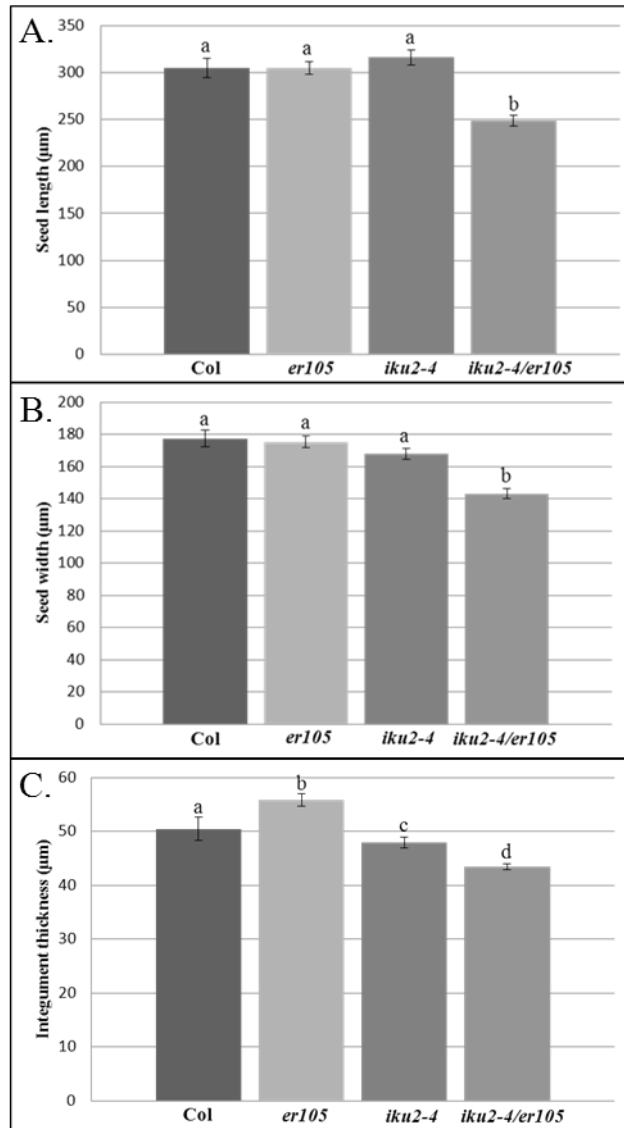 A.
Seed length (µm)
350
300
250
200
150
100
50
0
a
a
a
b
Col
er105
iku2-4
iku2-4/er105
B.
Seed width (µm)
200
180
160
140
120
100
80
60
40
20
0
a
a
a
b
Col
er105
iku2-4
iku2-4/er105
C.
Integument thickness (µm)
60
50
40
30
20
10
0
a
b
c
d
Col
er105
iku2-4
iku2-4/er105